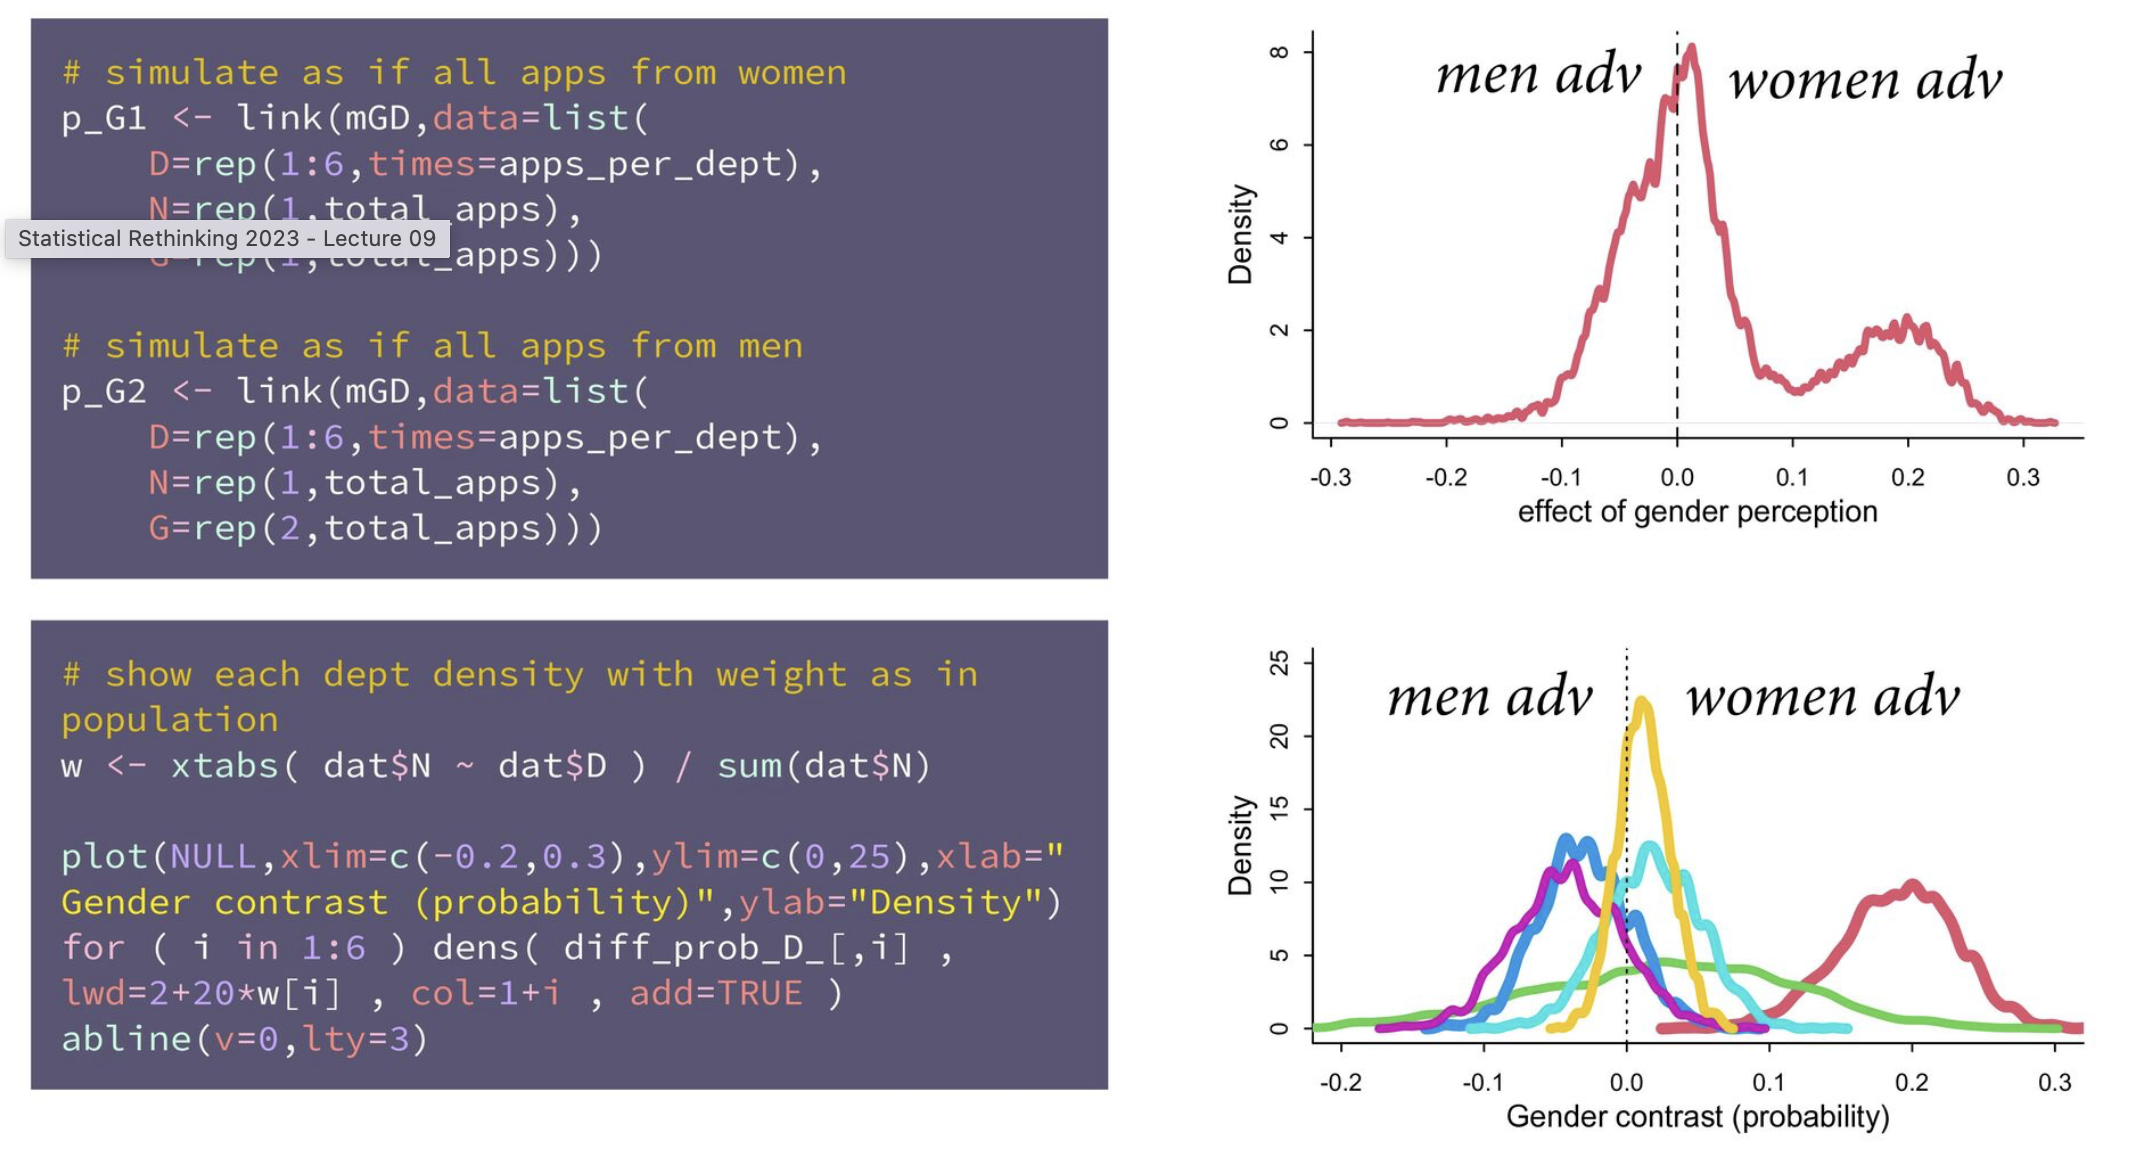 # simulate as if all apps from women
p_G1 <- link(mGD,data=list(
D=rep(1:6,times=apps_per_dept),
N=rep(1,total_apps),
Statistical Rethinking 2023 - Lecture 09
G=rep(1,total_apps)))
# simulate as if all apps from men
p_G2 <- link(mGD,data=list(
D=rep(1:6,times=apps_per_dept),
N=rep(1,total_apps),
G=rep(2,total_apps)))
men adv women adv
Density
8
6
4
2
0
-0.3 -0.2 -0.1 0.0 0.1 0.2 0.3
effect of gender perception
# show each dept density with weight as in
population
w <- xtabs( dat$N ~ dat$D ) / sum(dat$N)
plot(NULL,xlim=c(-0.2,0.3),ylim=c(0,25),xlab="
Gender contrast (probability)",ylab="Density")
for ( i in 1:6 ) dens( diff_prob_D_[,i] ,
lwd=2+20*w[i] , col=1+i , add=TRUE )
abline(v=0,lty=3)
men adv women adv
Density
25
20
15
10
5
0
-0.2 -0.1 0.0 0.1 0.2 0.3
Gender contrast (probability)